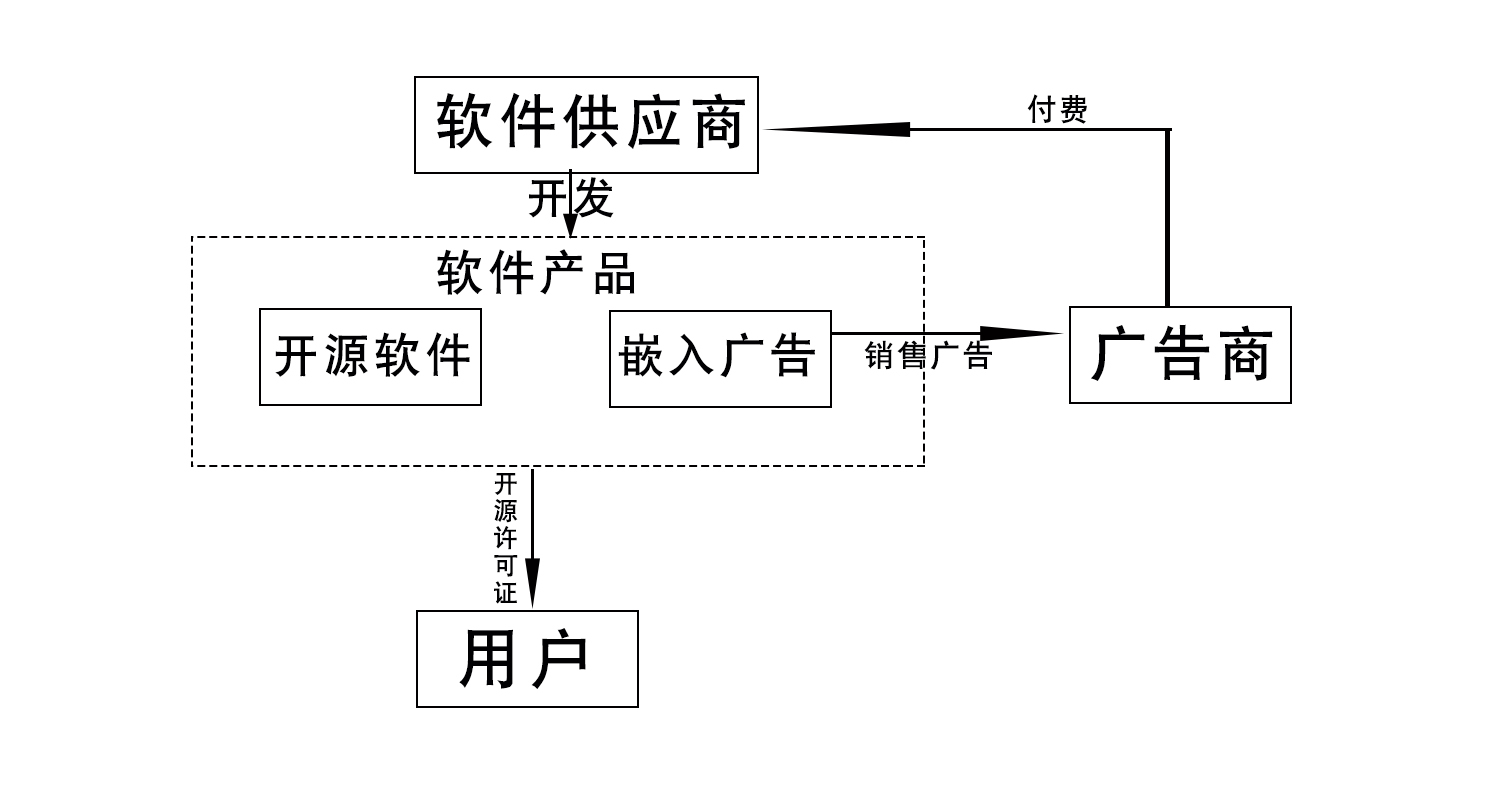 软件供应商
付费
开发
软件产品
开源软件
嵌入广告
销售广告
广告商
开源许可证
用户